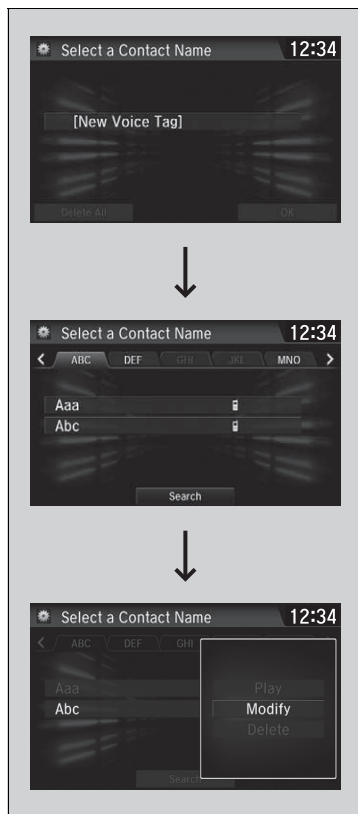 Select a Contact Name 12:34
[New Voice Tag]
Delete All OK
Select a Contact Name 12:34
ABC DEF GHI JKL MNO
Aaa
Abc
Search
Select a Contact Name 12:34
ABC DEF GHI
Aaa Play
Abc Modify
Delete
Search